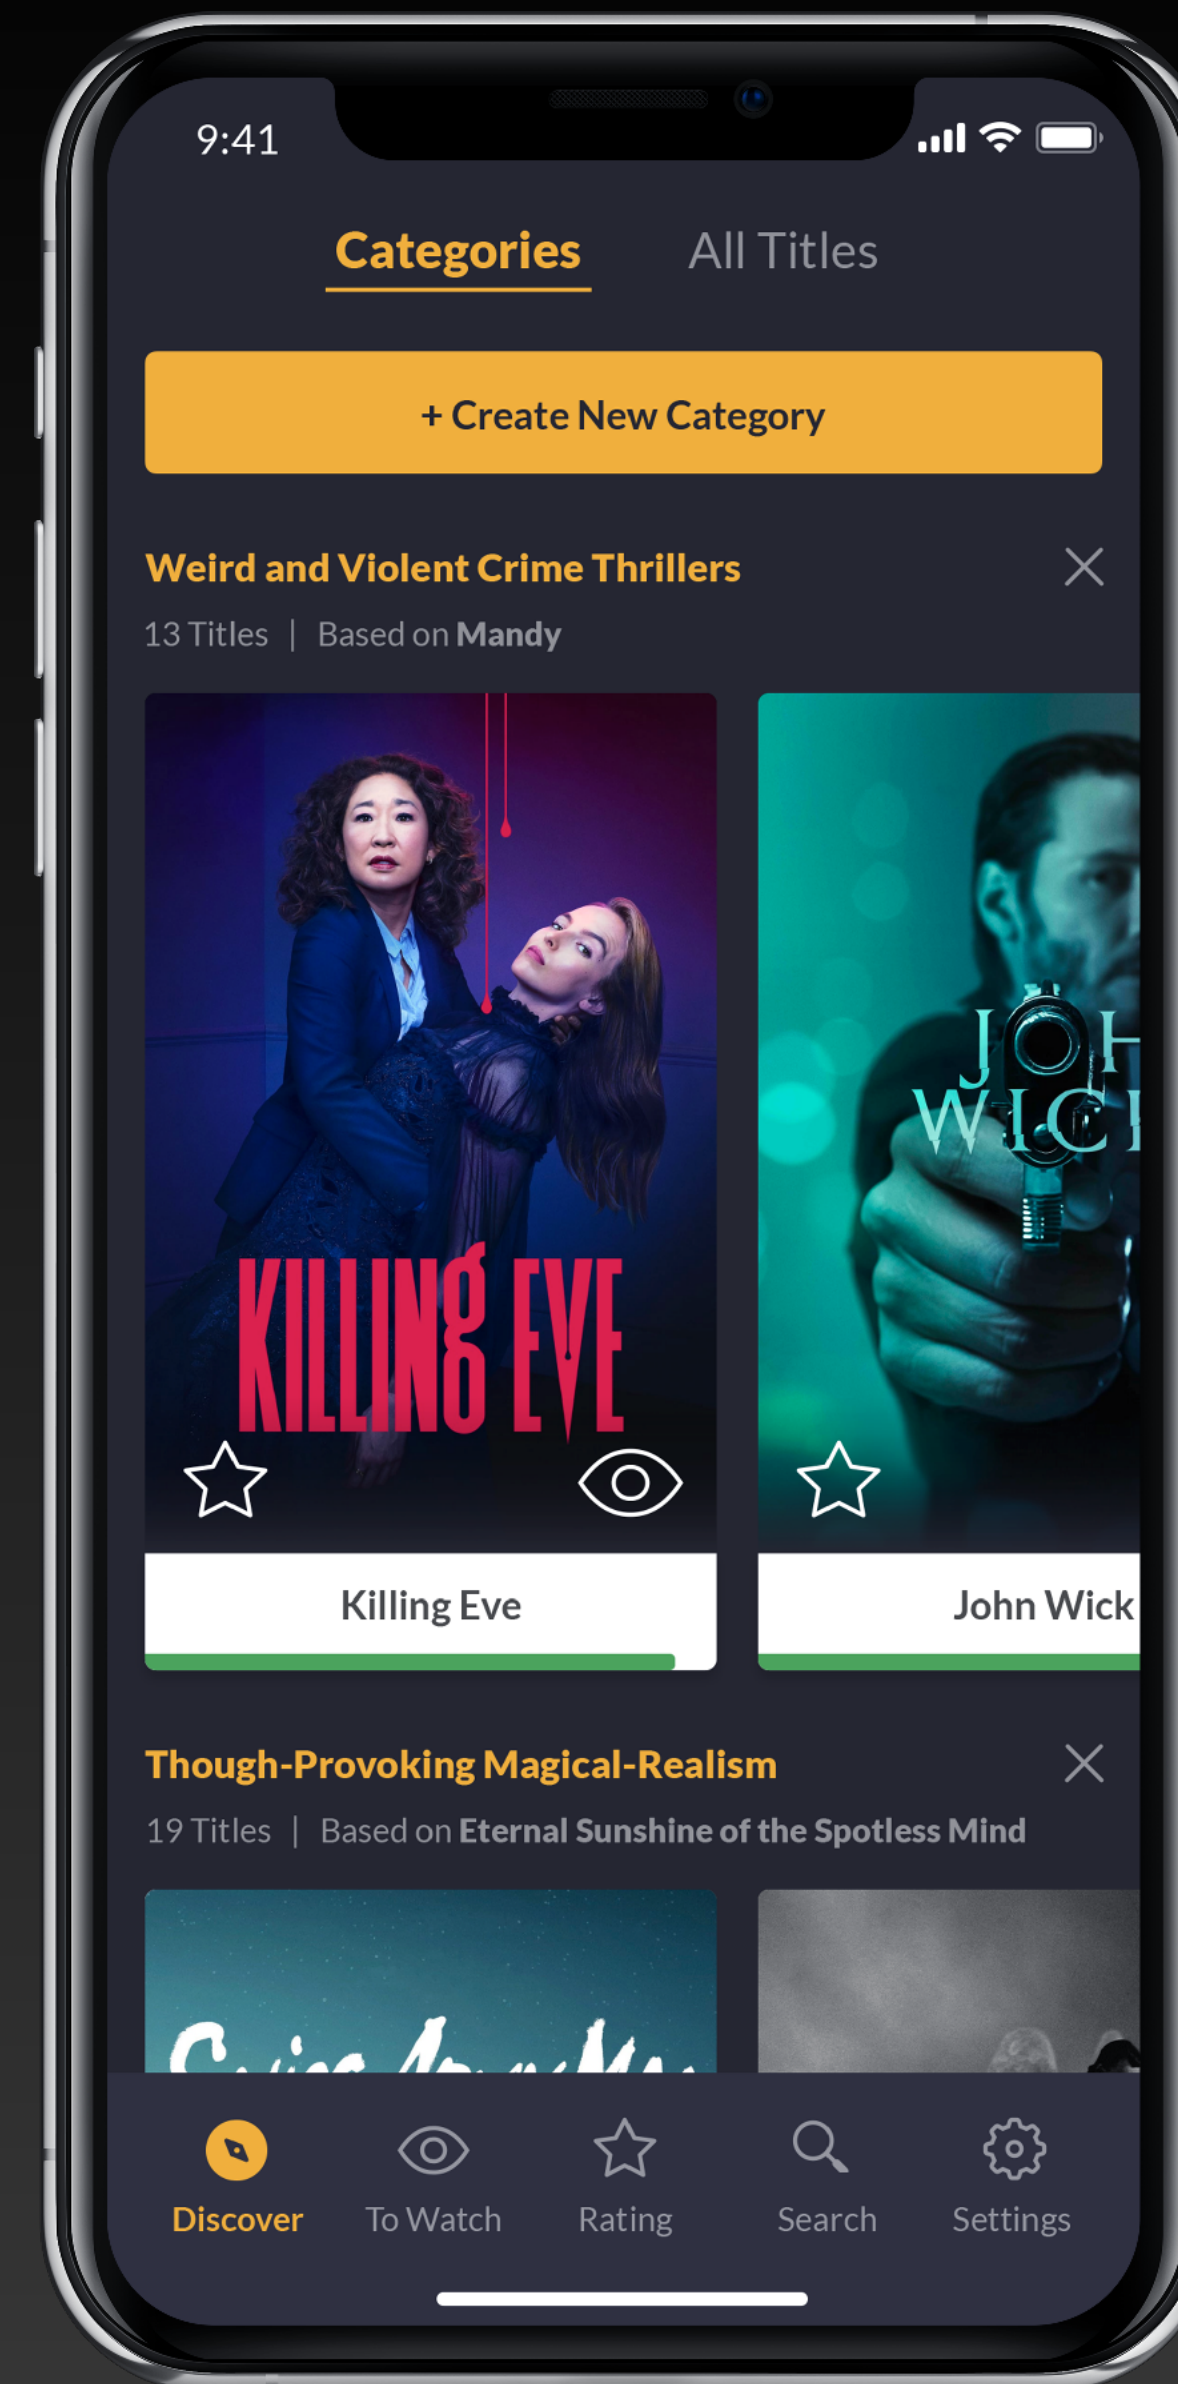 9:41
Categories All Titles
+ Create New Category
Weird and Violent Crime Thrillers
13 Titles | Based on Mandy
KILLINg EVE
JOH
WIC
Killing Eve
John Wick
Though-Provoking Magical-Realism
19 Titles | Based on Eternal Sunshine of the Spotless Mind
Discover To Watch Rating Search Settings